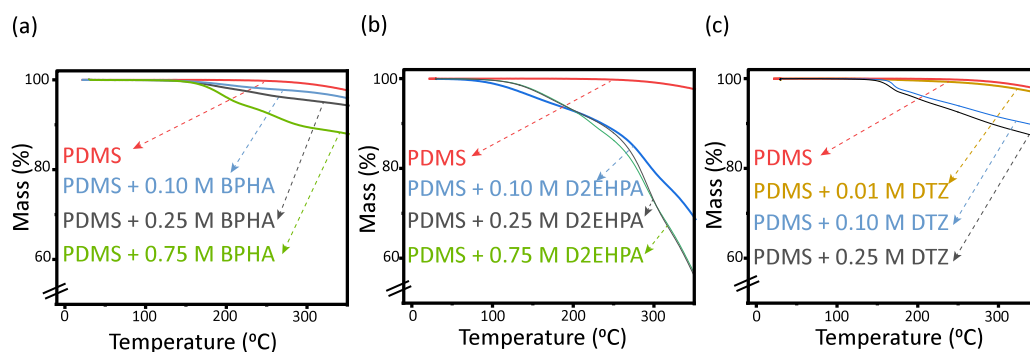 (a)
100
80
60
Mass (%)
PDMS
PDMS + 0.10 M BPHA
PDMS + 0.25 M BPHA
PDMS + 0.75 M BPHA
0 100 200 300
Temperature (ºC)
(b)
100
80
60
Mass (%)
PDMS
PDMS + 0.10 M D2EHPA
PDMS + 0.25 M D2EHPA
PDMS + 0.75 M D2EHPA
0 100 200 300
Temperature (ºC)
(c)
100
80
60
Mass (%)
PDMS
PDMS + 0.01 M DTZ
PDMS + 0.10 M DTZ
PDMS + 0.25 M DTZ
0 100 200 300
Temperature (ºC)